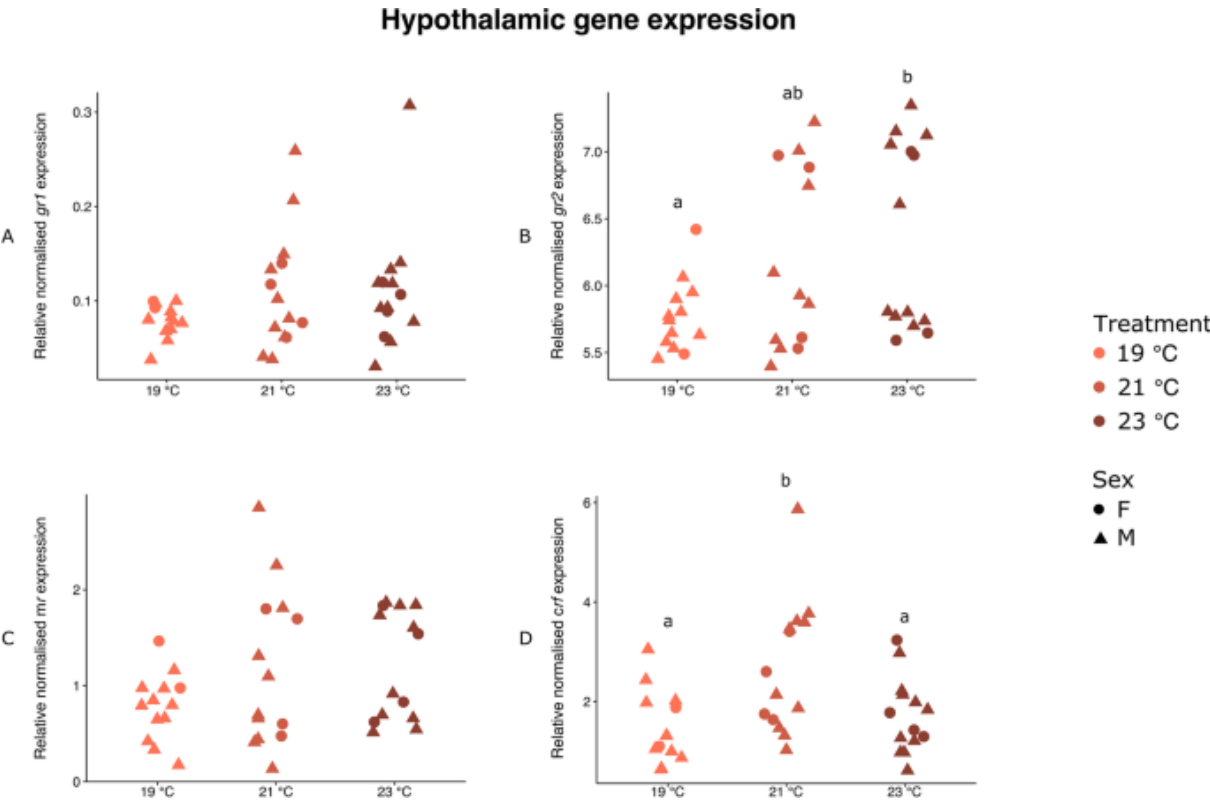 Hypothalamic gene expression
A
Relative normalised gr1 expression
0.3
0.2
0.1
19 °C
21 °C
23 °C
B
Relative normalised gr2 expression
7.0
6.5
6.0
5.5
a
ab
b
19 °C
21 °C
23 °C
C
Relative normalised mr expression
2
1
0
19 °C
21 °C
23 °C
D
Relative normalised crf expression
6
4
2
a
b
a
19 °C
21 °C
23 °C
Treatment
19 °C
21 °C
23 °C
Sex
F
M